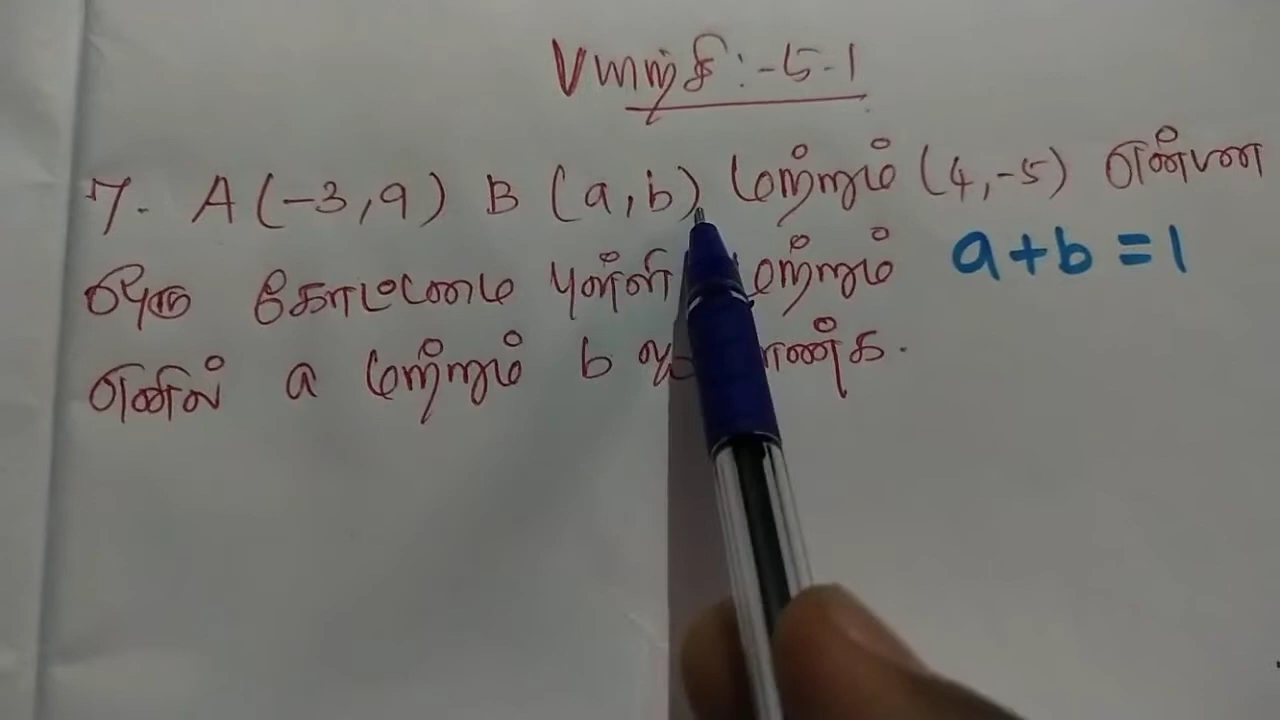 பயிற்சி:-5-1
7. A(-3,9) B (a,b) மற்றும் (4,-5) என்பன
ஒரு கோடமை புள்ளி மற்றும் a+b=1
எனில் a மற்றும் b ஐ காண்க.